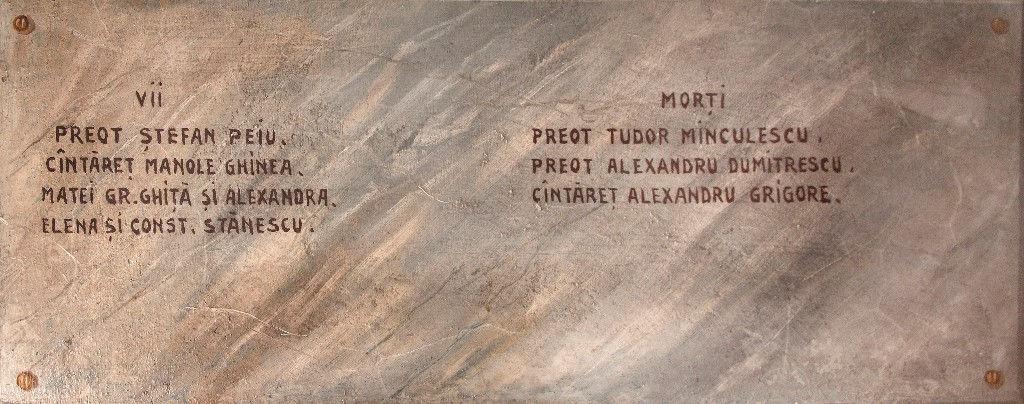 VII
PREOT ȘTEFAN PEIU.
CÎNTĂREȚ MANOLE GHINEA.
MATEI GR. GHIȚĂ ȘI ALEXANDRA.
ELENA ȘI CONST. STĂNESCU.
MORȚI
PREOT TUDOR MINCULESCU.
PREOT ALEXANDRU DUMITRESCU.
CÎNTĂREȚ ALEXANDRU GRIGORE.